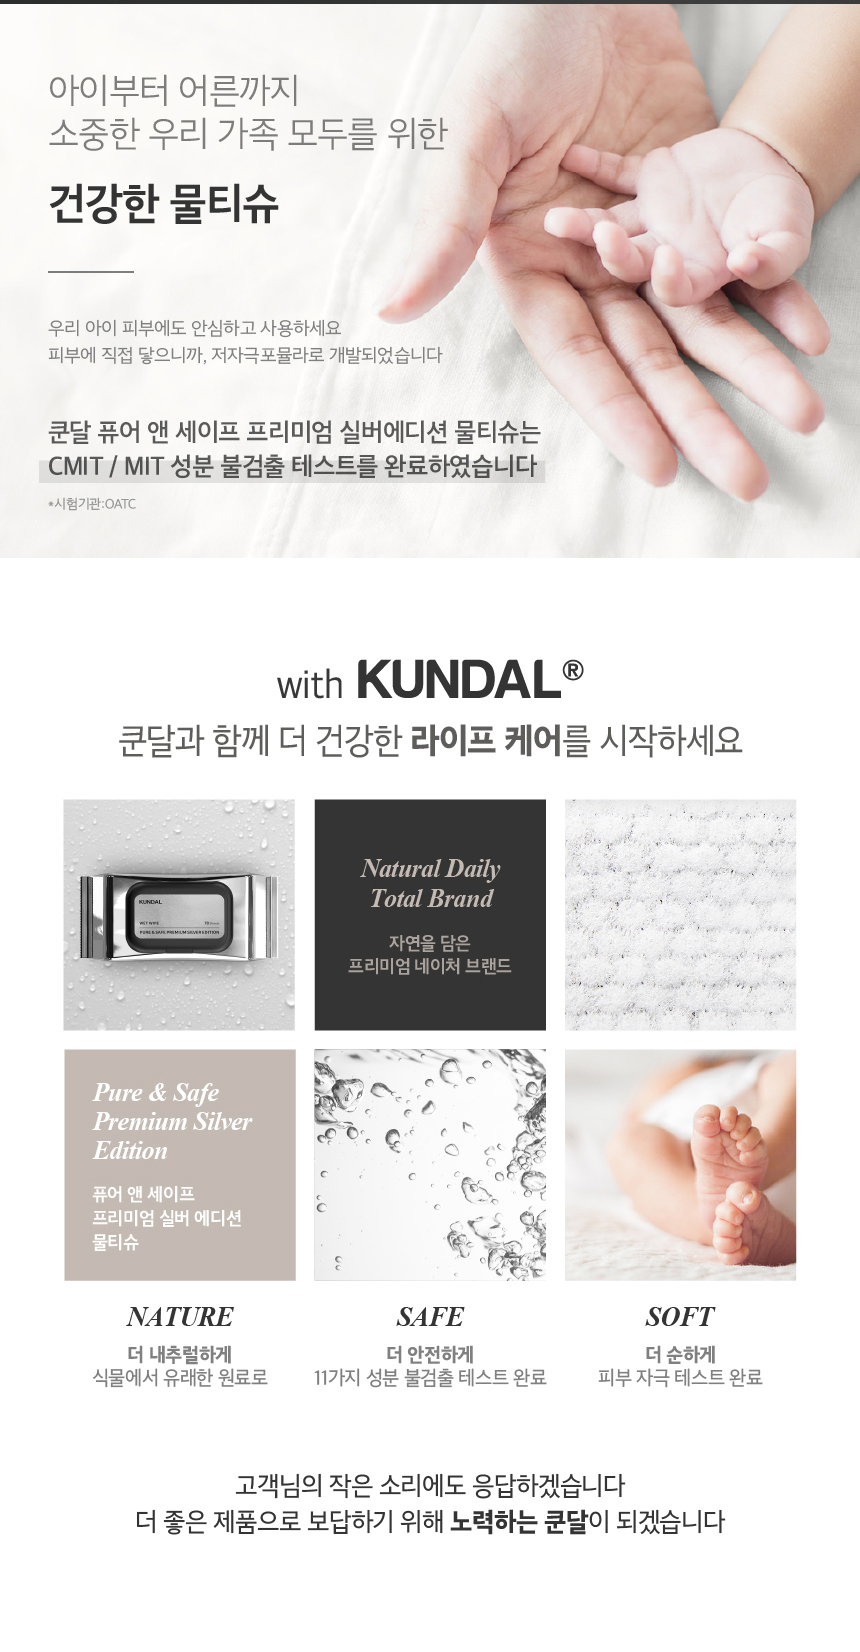 아이부터 어른까지
소중한 우리 가족 모두를 위한
건강한 물티슈
우리 아이 피부에도 안심하고 사용하세요
피부에 직접 닿으니까, 저자극포뮬라로 개발되었습니다
쿤달 퓨어 앤 세이프 프리미엄 실버에디션 물티슈는
CMIT / MIT 성분 불검출 테스트를 완료하였습니다
*시험기관:OATC
with KUNDAL®
쿤달과 함께 더 건강한 라이프 케어를 시작하세요
KUNDAL
WET WIPE
PURE & SAFE PREMIUM SILVER EDITION
Natural Daily
Total Brand
자연을 담은
프리미엄 네이처 브랜드
Pure & Safe
Premium Silver
Edition
퓨어 앤 세이프
프리미엄 실버 에디션
물티슈
NATURE
더 내추럴하게
식물에서 유래한 원료로
SAFE
더 안전하게
11가지 성분 불검출 테스트 완료
SOFT
더 순하게
피부 자극 테스트 완료
고객님의 작은 소리에도 응답하겠습니다
더 좋은 제품으로 보답하기 위해 노력하는 쿤달이 되겠습니다